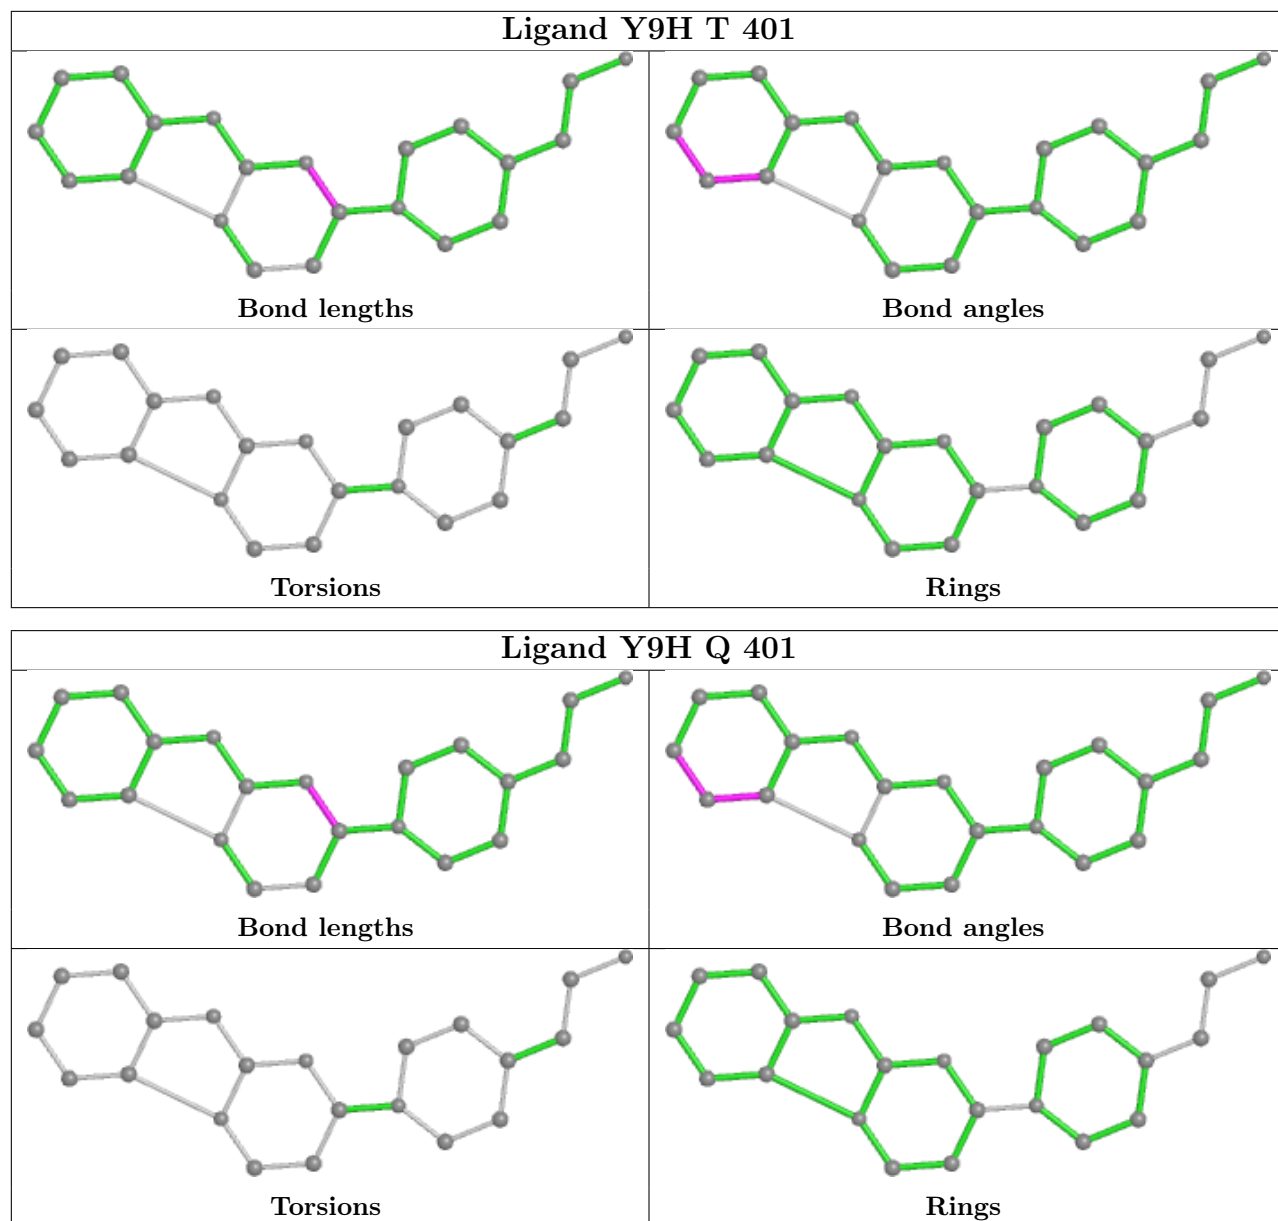 Ligand Y9H T 401
Bond lengths
Bond angles
Torsions
Rings
Ligand Y9H Q 401
Bond lengths
Bond angles
Torsions
Rings